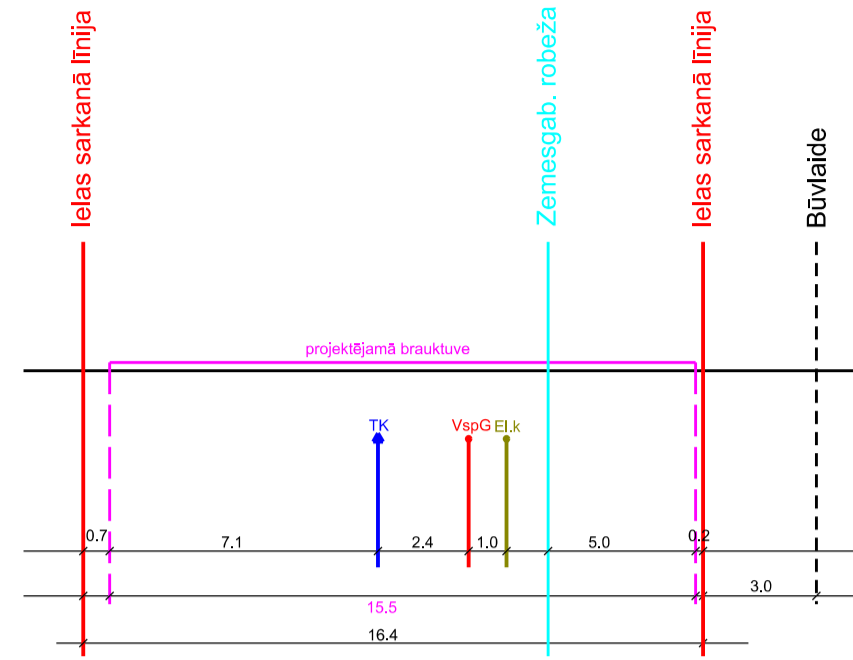 Ielas sarkanā līnija
Zemesgab. robeža
Ielas sarkanā līnija
Būvlaide
projektējamā brauktuve
TK
VspG
El.k
0.7
7.1
2.4
1.0
5.0
0.2
15.5
3.0
16.4